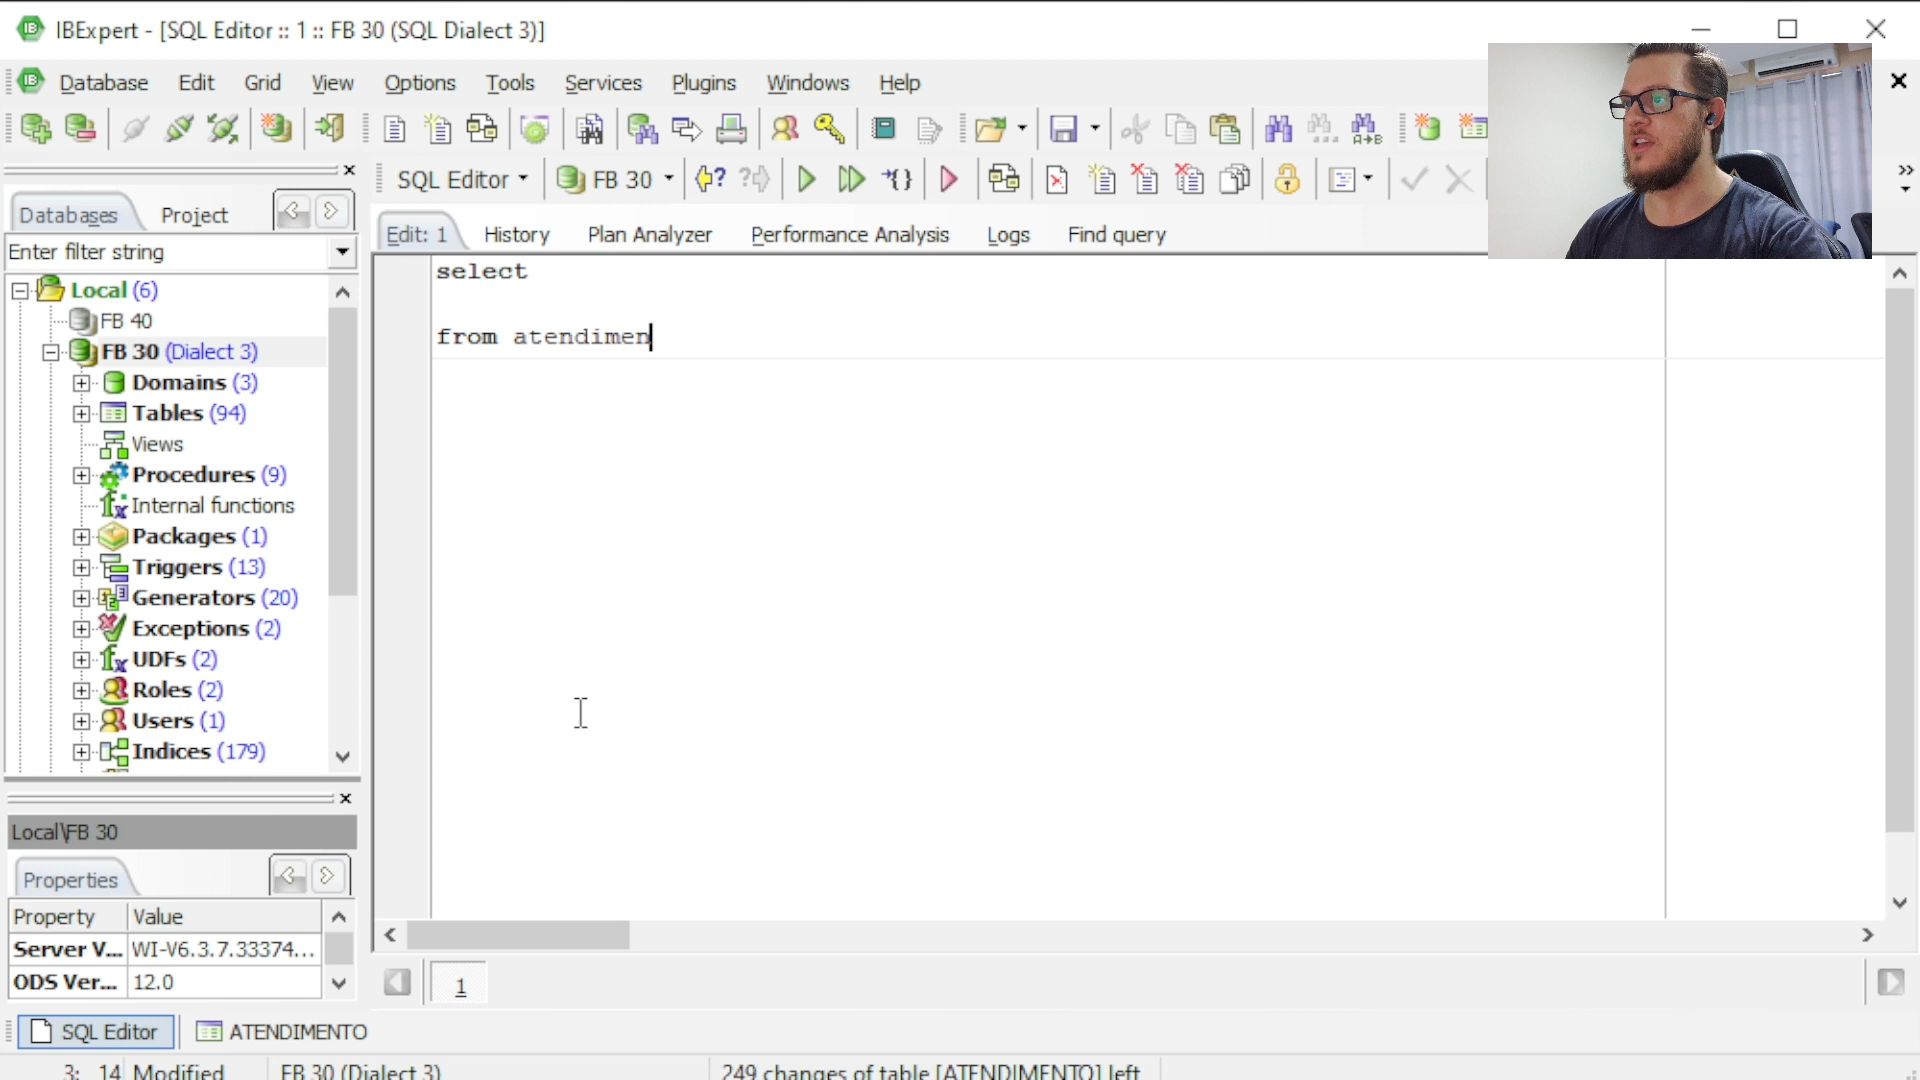 IBExpert - [SQL Editor :: 1 :: FB 30 (SQL Dialect 3)]
Database Edit Grid View Options Tools Services Plugins Windows Help
SQL Editor FB 30
Databases Project
Edit: 1 History Plan Analyzer Performance Analysis Logs Find query
Enter filter string
Local (6)
FB 40
FB 30 (Dialect 3)
Domains (3)
Tables (94)
Views
Procedures (9)
Internal functions
Packages (1)
Triggers (13)
Generators (20)
Exceptions (2)
UDFs (2)
Roles (2)
Users (1)
Indices (179)
select
from atendimen
Local\FB 30
Properties
Property Value
Server V... WI-V6.3.7.33374...
ODS Ver... 12.0
1
SQL Editor ATENDIMENTO
3: 14 Modified FB 30 (Dialect 3) 249 changes of table [ATENDIMENTO] left